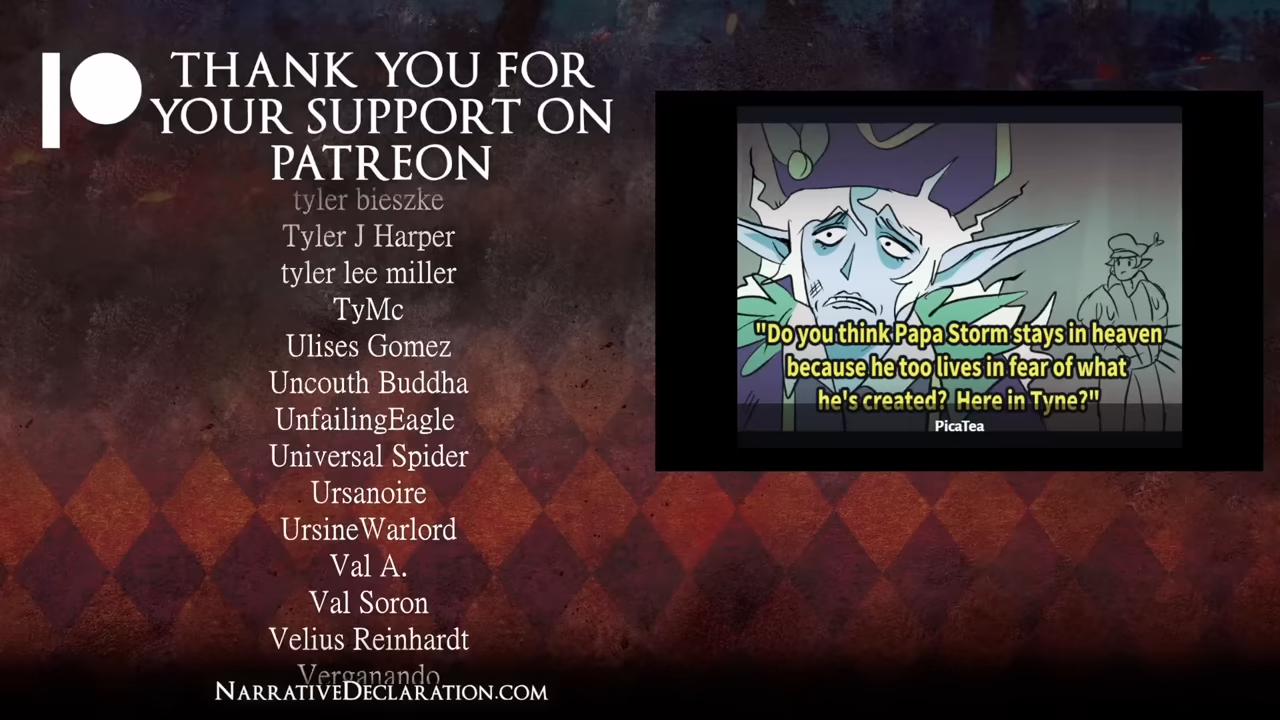 THANK YOU FOR
YOUR SUPPORT ON
PATREON
tyler bieszke
Tyler J Harper
tyler lee miller
TyMc
Ulises Gomez
Uncouth Buddha
UnfailingEagle
Universal Spider
Ursanoire
UrsineWarlord
Val A.
Val Soron
Velius Reinhardt
Verganando
NARRATIVEDECLARATION.COM
"Do you think Papa Storm stays in heaven
because he too lives in fear of what
he's created? Here in Tyne?"
PicaTea